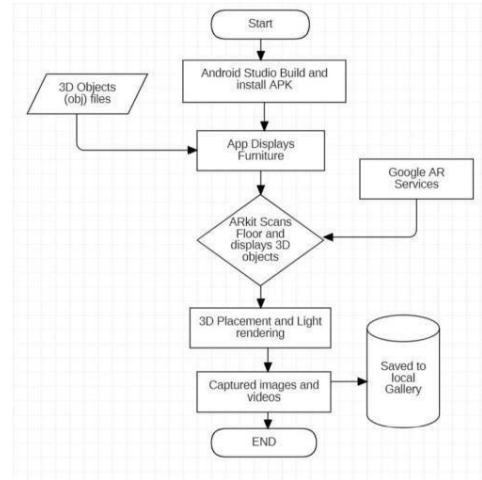 Start
Android Studio Build and
install APK
3D Objects
(obj) files
App Displays
Furniture
Google AR
Services
ARkit Scans
Floor and
displays 3D
objects
3D Placement and Light
rendering
Captured images and
videos
Saved to
local
Gallery
END